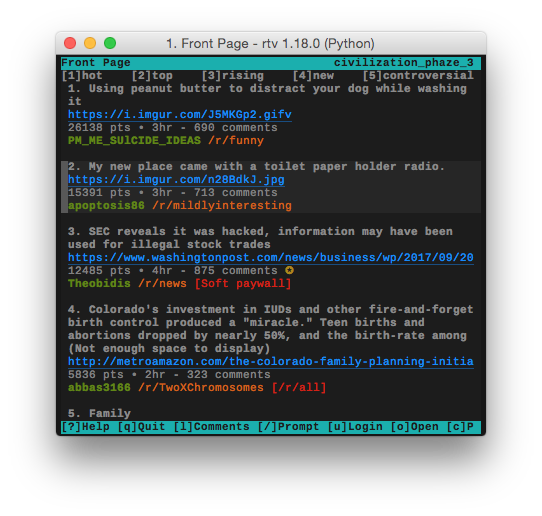 1. Front Page - rtv 1.18.0 (Python)
Front Page civilization_phaze_3
[1]hot [2]top [3]rising [4]new [5]controversial
1. Using peanut butter to distract your dog while washing
it
https://i.imgur.com/J5MKGp2.gifv
26138 pts • 3hr - 690 comments
PM_ME_SUlCIDE_IDEAS /r/funny
2. My new place came with a toilet paper holder radio.
https://i.imgur.com/n28BdkJ.jpg
15391 pts • 3hr - 713 comments
apoptosis86 /r/mildlyinteresting
3. SEC reveals it was hacked, information may have been
used for illegal stock trades
https://www.washingtonpost.com/news/business/wp/2017/09/20
12485 pts • 4hr - 875 comments ✪
Theobidis /r/news [Soft paywall]
4. Colorado's investment in IUDs and other fire-and-forget
birth control produced a "miracle." Teen births and
abortions dropped by nearly 50%, and the birth-rate among
(Not enough space to display)
http://metroamazon.com/the-colorado-family-planning-initia
5836 pts • 2hr - 323 comments
abbas3166 /r/TwoXChromosomes [/r/all]
5. Family
[?]Help [q]Quit [l]Comments [/]Prompt [u]Login [o]Open [c]P